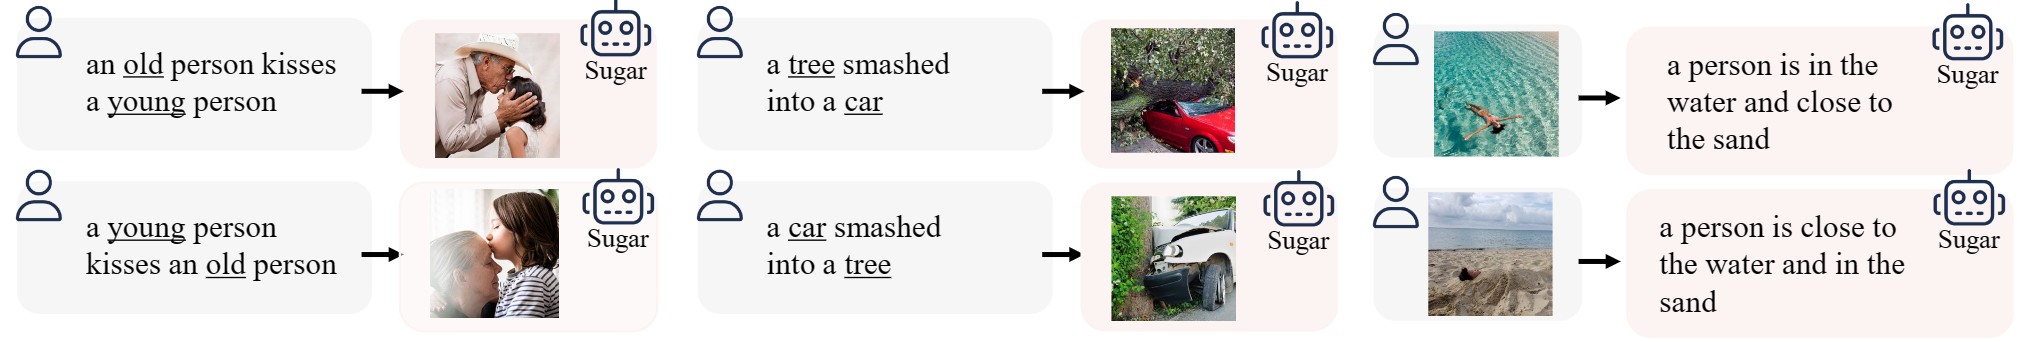 an old person kisses
a young person
Sugar
a tree smashed
into a car
Sugar
a person is in the
water and close to
the sand
Sugar
a young person
kisses an old person
Sugar
a car smashed
into a tree
Sugar
a person is close to
the water and in the
sand
Sugar